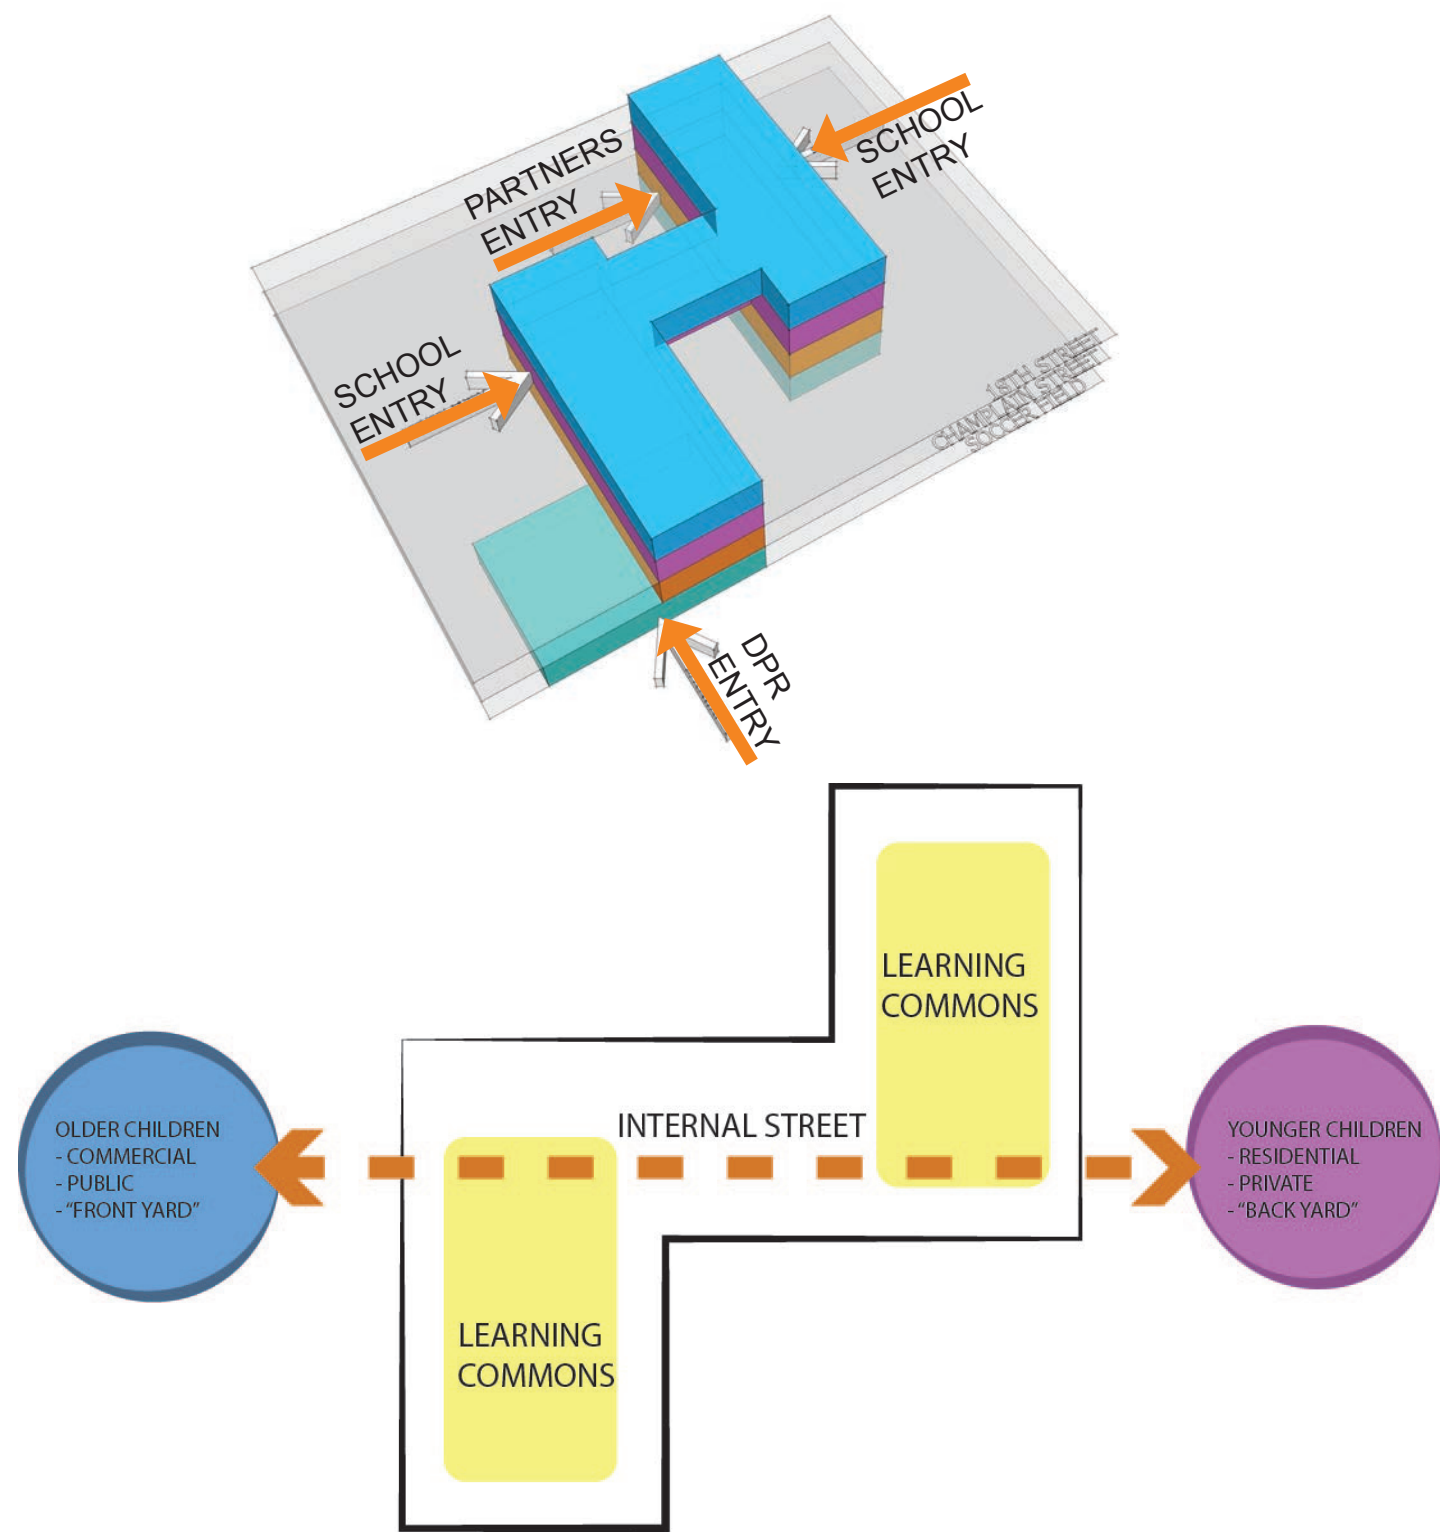 PARTNERS
ENTRY
SCHOOL
ENTRY
SCHOOL
ENTRY
18TH STREET
CHAMPLAIN STREET
SOCCER FIELD
DPR
ENTRY
LEARNING
COMMONS
INTERNAL STREET
OLDER CHILDREN
- COMMERCIAL
- PUBLIC
- “FRONT YARD”
YOUNGER CHILDREN
- RESIDENTIAL
- PRIVATE
- “BACK YARD”
LEARNING
COMMONS